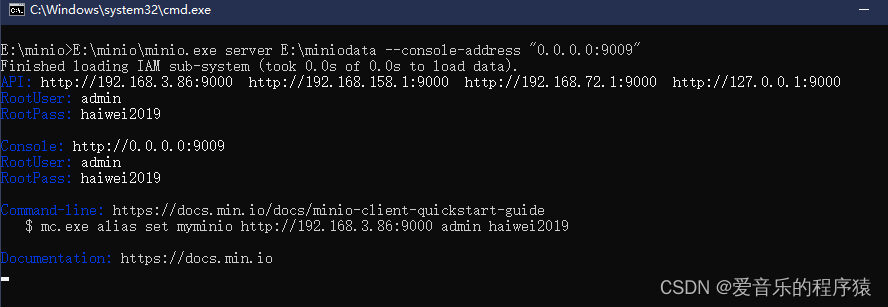 C:\Windows\system32\cmd.exe
E:\minio>E:\minio\minio.exe server E:\miniodata --console-address "0.0.0.0:9009"
Finished loading IAM sub-system (took 0.0s of 0.0s to load data).
API: http://192.168.3.86:9000  http://192.168.158.1:9000  http://192.168.72.1:9000  http://127.0.0.1:9000
RootUser: admin
RootPass: haiwei2019
Console: http://0.0.0.0:9009
RootUser: admin
RootPass: haiwei2019
Command-line: https://docs.min.io/docs/minio-client-quickstart-guide
$ mc.exe alias set myminio http://192.168.3.86:9000 admin haiwei2019
Documentation: https://docs.min.io
CSDN @爱音乐的程序猿